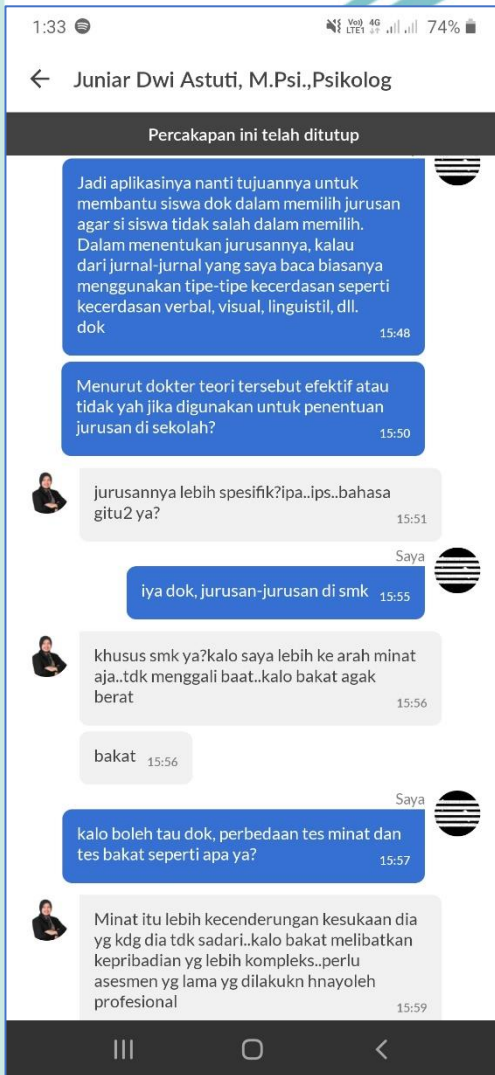 1:33
Vo)) 4G 74%
LTE1
Juniar Dwi Astuti, M.Psi.,Psikolog
Percakapan ini telah ditutup
Jadi aplikasinya nanti tujuannya untuk
membantu siswa dok dalam memilih jurusan
agar si siswa tidak salah dalam memilih.
Dalam menentukan jurusannya, kalau
dari jurnal-jurnal yang saya baca biasanya
menggunakan tipe-tipe kecerdasan seperti
kecerdasan verbal, visual, linguistil, dll.
dok
15:48
Menurut dokter teori tersebut efektif atau
tidak yah jika digunakan untuk penentuan
jurusan di sekolah?
15:50
jurusannya lebih spesifik?ipa..ips..bahasa
gitu2 ya?
15:51
Saya
iya dok, jurusan-jurusan di smk 15:55
khusus smk ya?kalo saya lebih ke arah minat
aja..tdk menggali baat..kalo bakat agak
berat
15:56
bakat 15:56
Saya
kalo boleh tau dok, perbedaan tes minat dan
tes bakat seperti apa ya?
15:57
Minat itu lebih kecenderungan kesukaan dia
yg kdg dia tdk sadari..kalo bakat melibatkan
kepribadian yg lebih kompleks..perlu
asesmen yg lama yg dilakukn hnayoleh
profesional
15:59